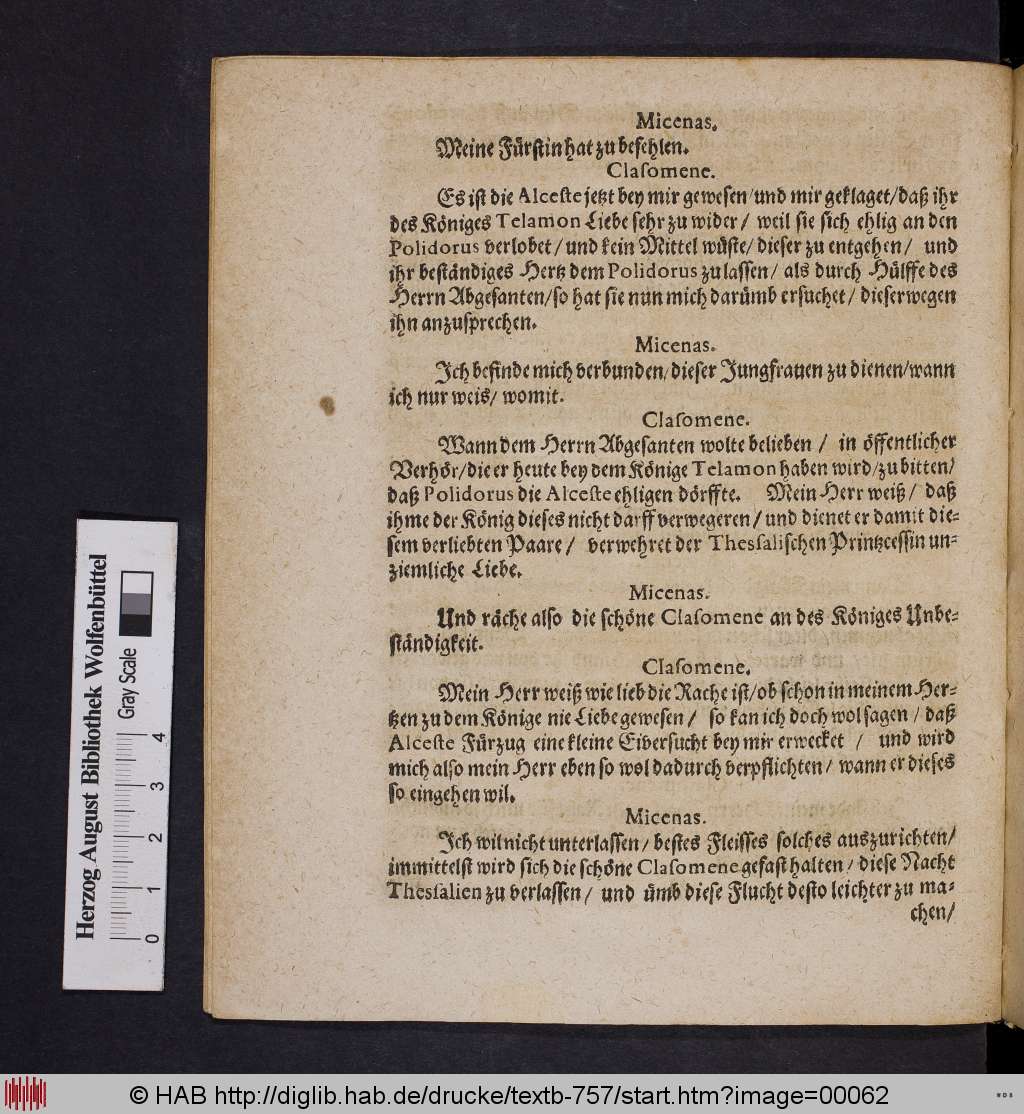 Micenas.
Meine Fürstin hat zu befehlen.
Clasomene.
Es ist die Alceste jetzt bey mir gewesen/und mir geklaget/daß ihr
des Königes Telamon Liebe sehr zu wider/ weil sie sich ehlig an den
Polidorus verlobet/und kein Mittel wüste/dieser zu entgehen/ und
ihr beständiges Hertz dem Polidorus zu lassen/ als durch Hülffe des
Herrn Abgesanten/so hat sie nun mich darümb ersuchet/dieserwegen
ihn anzusprechen.
Micenas.
Ich befinde mich verbunden/dieser Jungfrauen zu dienen/wann
ich nur weis/ womit.
Clasomene.
Wann dem Herrn Abgesanten wolte belieben/ in öffentlicher
Verhör/die er heute bey dem Könige Telamon haben wird/zu bitten/
daß Polidorus die Alceste ehligen dörffte. Mein Herr weiß/ daß
ihme der König dieses nicht darff verwegeren/und dienet er damit die-
sem verliebten Paare/ verwehret der Thessalischen Printzcessin un-
ziemliche Liebe.
Micenas.
Und räche also die schöne Clasomene an des Königes Unbe-
ständigkeit.
Clasomene.
Mein Herr weiß wie lieb die Rache ist/ob schon in meinem Her-
tzen zu dem Könige nie Liebe gewesen/ so kan ich doch wol sagen/daß
Alceste Fürzug eine kleine Eiversucht bey mir erwecket/ und wird
mich also mein Herr eben so wol dadurch verpflichten/wann er dieses
so eingehen wil.
Micenas.
Ich wil nicht unterlassen/bestes Fleisses solches auszurichten/
immittelst wird sich die schöne Clasomene gefast halten/diese Nacht
Thessalien zu verlassen/ und ümb diese Flucht desto leichter zu ma-
chen/
Herzog August Bibliothek Wolfenbüttel
Gray Scale
0 1 2 3 4
© HAB http://diglib.hab.de/drucke/textb-757/start.htm?image=00062